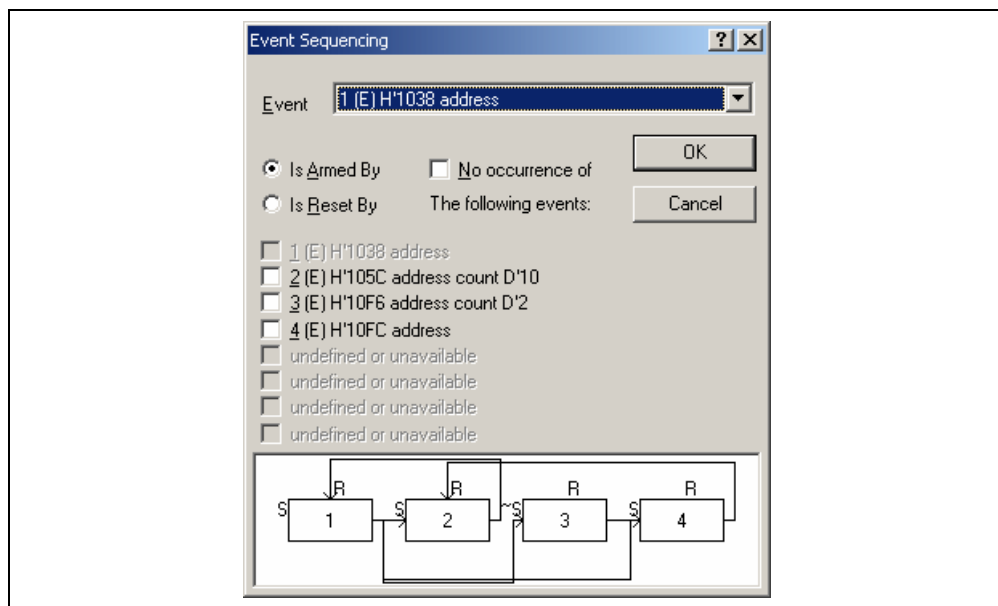 Event Sequencing
Event 1 (E) H'1038 address
OK
Is Armed By No occurrence of
Is Reset By The following events:
Cancel
1 (E) H'1038 address
2 (E) H'105C address count D'10
3 (E) H'10F6 address count D'2
4 (E) H'10FC address
undefined or unavailable
undefined or unavailable
undefined or unavailable
undefined or unavailable
R R R R
S S ~S S
1 2 3 4